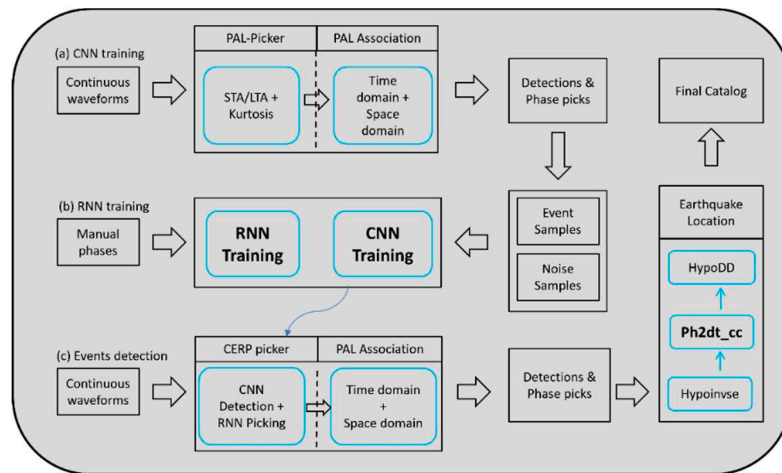 (a) CNN training
Continuous
waveforms
PAL-Picker
STA/LTA +
Kurtosis
PAL Association
Time
domain +
Space
domain
Detections &
Phase picks
Final Catalog
(b) RNN training
Manual
phases
RNN
Training
CNN
Training
Event
Samples
Noise
Samples
Earthquake
Location
HypoDD
Ph2dt_cc
Hypoinvse
(c) Events detection
Continuous
waveforms
CERP picker
CNN
Detection +
RNN Picking
PAL Association
Time domain
+
Space domain
Detections &
Phase picks